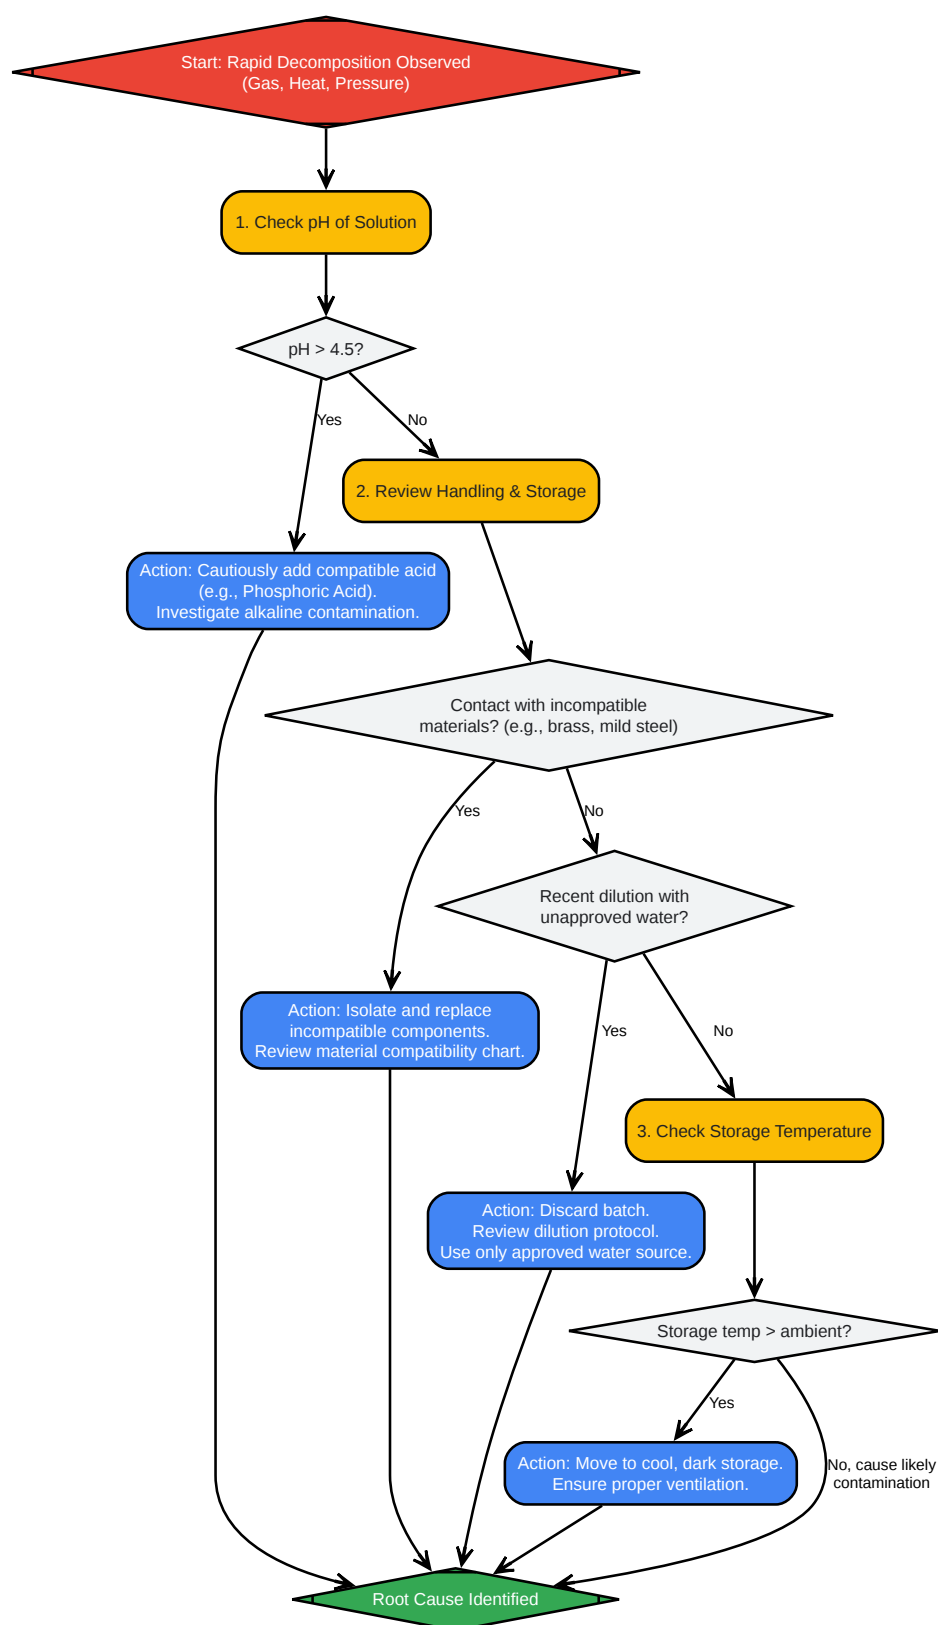 Start: Rapid Decomposition Observed
(Gas, Heat, Pressure)
1. Check pH of Solution
pH > 4.5?
Yes
No
2. Review Handling & Storage
Action: Cautiously add compatible acid
(e.g., Phosphoric Acid).
Investigate alkaline contamination.
Contact with incompatible
materials? (e.g., brass, mild steel)
Yes
No
Recent dilution with
unapproved water?
Action: Isolate and replace
incompatible components.
Review material compatibility chart.
Yes
No
3. Check Storage Temperature
Action: Discard batch.
Review dilution protocol.
Use only approved water source.
Storage temp > ambient?
Yes
No, cause likely
contamination
Action: Move to cool, dark storage.
Ensure proper ventilation.
Root Cause Identified